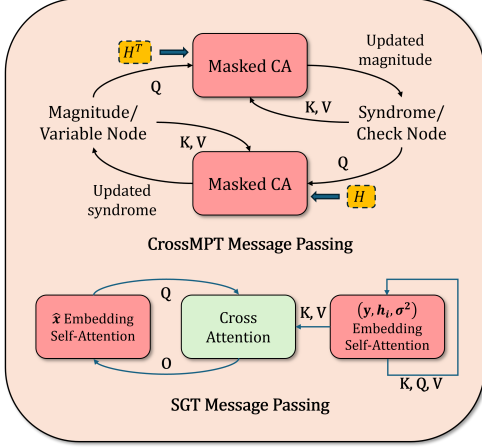 H^T
Masked CA
Updated
magnitude
Q
Magnitude/
Variable Node
K, V
K, V
Syndrome/
Check Node
Q
Masked CA
H
Updated
syndrome
CrossMPT Message Passing
Q
x̂ Embedding
Self-Attention
Cross
Attention
K, V
(y, h_i, σ²)
Embedding
Self-Attention
O
K, Q, V
SGT Message Passing